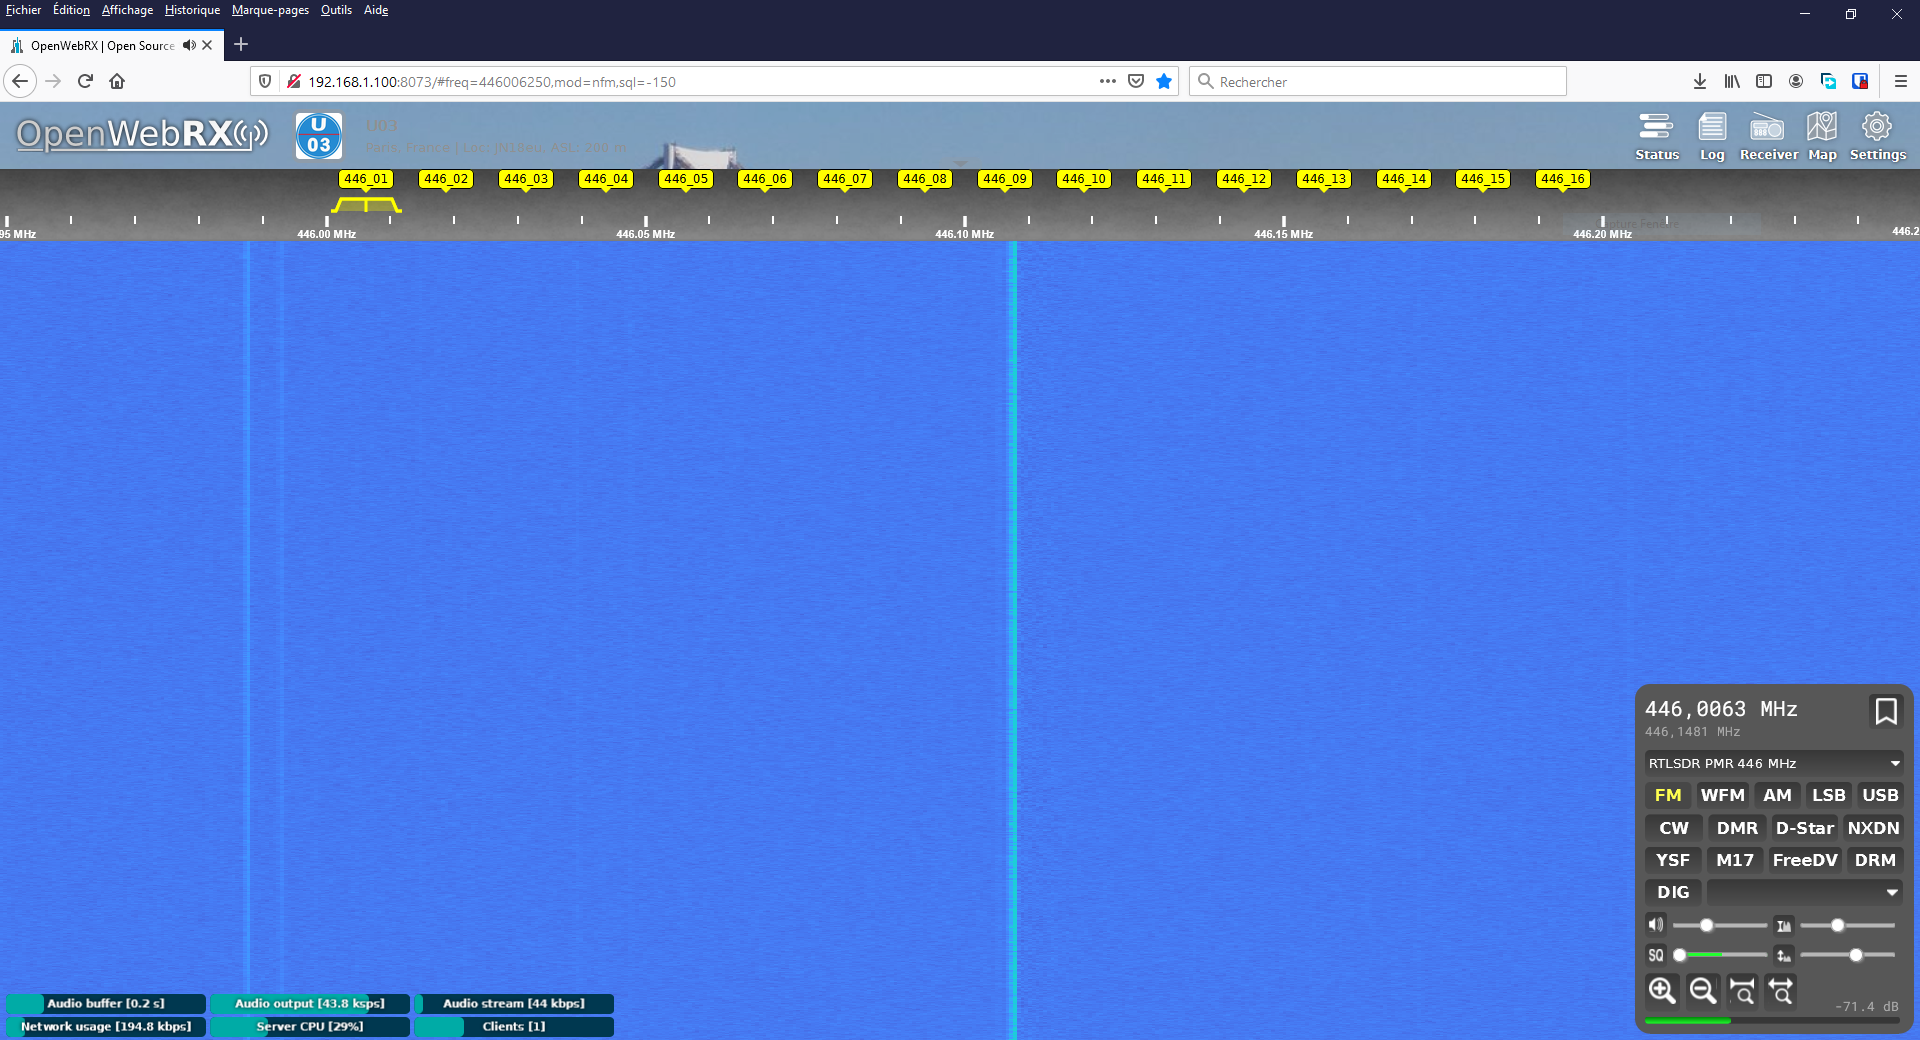 Fichier Édition Affichage Historique Marque-pages Outils Aide
OpenWebRX | Open Source
192.168.1.100:8073/#freq=446006250,mod=nfm,sql=-150
Rechercher
OpenWebRX
U
03
U03
Paris, France | Loc: JN18eu, ASL: 200 m
Status Log Receiver Map Settings
446_01 446_02 446_03 446_04 446_05 446_06 446_07 446_08 446_09 446_10 446_11 446_12 446_13 446_14 446_15 446_16
95 MHz 446.00 MHz 446.05 MHz 446.10 MHz 446.15 MHz 446.20 MHz 446.2
446,0063 MHz
446,1481 MHz
RTLSDR PMR 446 MHz
FM WFM AM LSB USB
CW DMR D-Star NXDN
YSF M17 FreeDV DRM
DIG
SQ
-71.4 dB
Audio buffer [0.2 s] Audio output [43.8 ksps] Audio stream [44 kbps]
Network usage [194.8 kbps] Server CPU [29%] Clients [1]